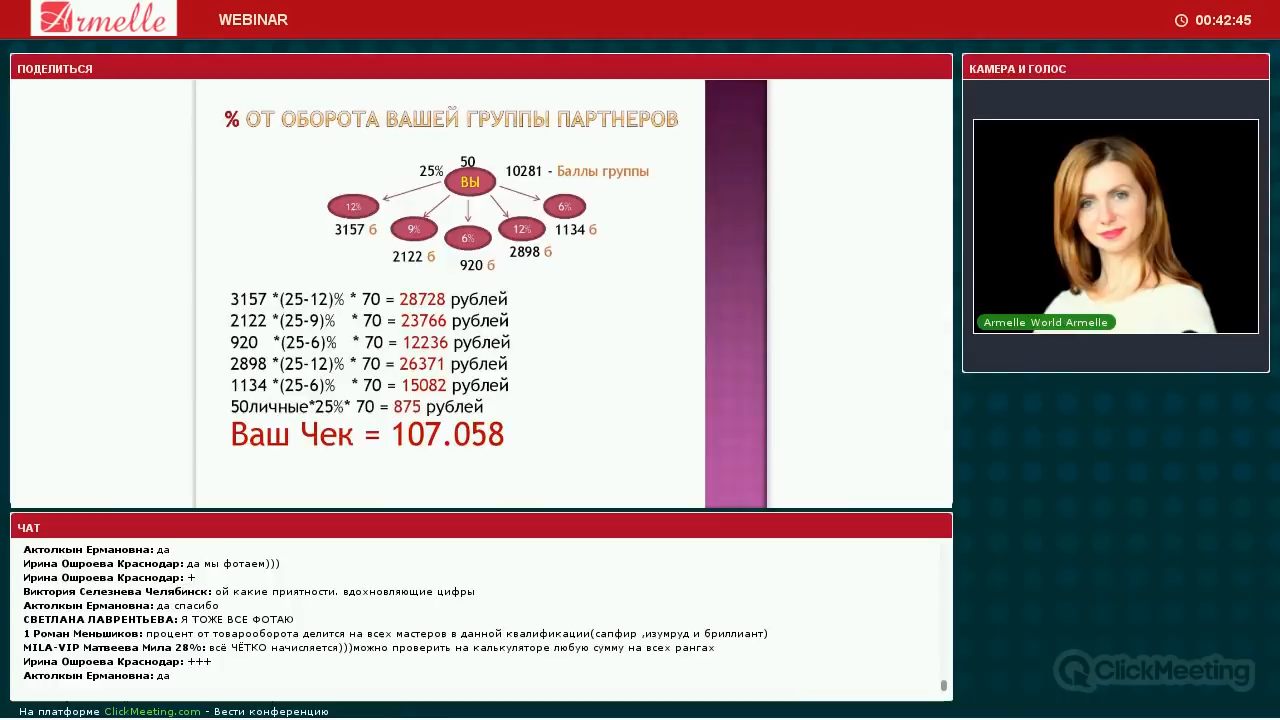 Armelle
WEBINAR
00:42:45
ПОДЕЛИТЬСЯ
% ОТ ОБОРОТА ВАШЕЙ ГРУППЫ ПАРТНЕРОВ
50
25%
10281 - Баллы группы
ВЫ
12%
6%
3157 б
9%
12%
1134 б
6%
2122 б
2898 б
920 б
3157 *(25-12)% * 70 = 28728 рублей
2122 *(25-9)% * 70 = 23766 рублей
920 *(25-6)% * 70 = 12236 рублей
2898 *(25-12)% * 70 = 26371 рублей
1134 *(25-6)% * 70 = 15082 рублей
50личные*25%* 70 = 875 рублей
Ваш Чек = 107.058
КАМЕРА И ГОЛОС
Armelle World Armelle
ЧАТ
Актолкын Ермановна: да
Ирина Ошроева Краснодар: да мы фотаем)))
Ирина Ошроева Краснодар: +
Виктория Селезнева Челябинск: ой какие приятности. вдохновляющие цифры
Актолкын Ермановна: да спасибо
СВЕТЛАНА ЛАВРЕНТЬЕВА: Я ТОЖЕ ВСЕ ФОТАЮ
1 Роман Меньшиков: процент от товарооборота делится на всех мастеров в данной квалификации(сапфир ,изумруд и бриллиант)
MILA-VIP Матвеева Мила 28%: всё ЧЁТКО начисляется)))можно проверить на калькуляторе любую сумму на всех рангах
Ирина Ошроева Краснодар: +++
Актолкын Ермановна: да
ClickMeeting
На платформе ClickMeeting.com - Вести конференцию